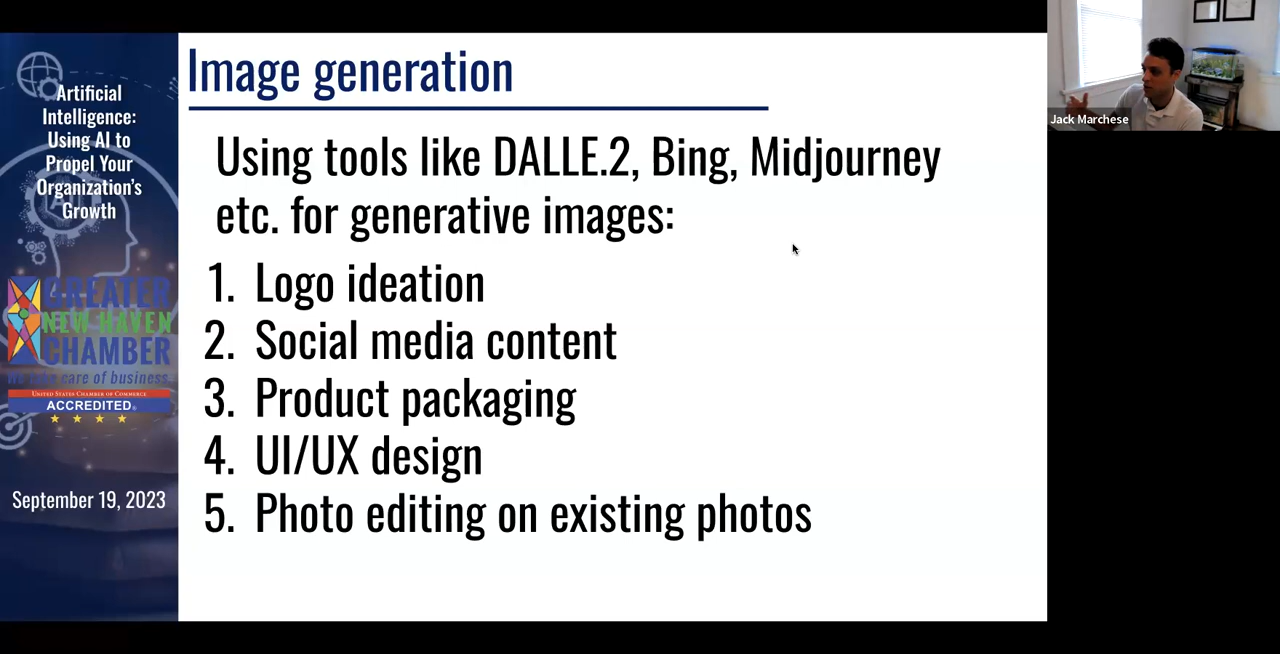 Artificial
Intelligence:
Using AI to
Propel Your
Organization's
Growth
GREATER
NEW HAVEN
CHAMBER
We take care of business.
UNITED STATES CHAMBER OF COMMERCE
ACCREDITED
September 19, 2023
Image generation
Using tools like DALLE.2, Bing, Midjourney
etc. for generative images:
1. Logo ideation
2. Social media content
3. Product packaging
4. UI/UX design
5. Photo editing on existing photos
Jack Marchese